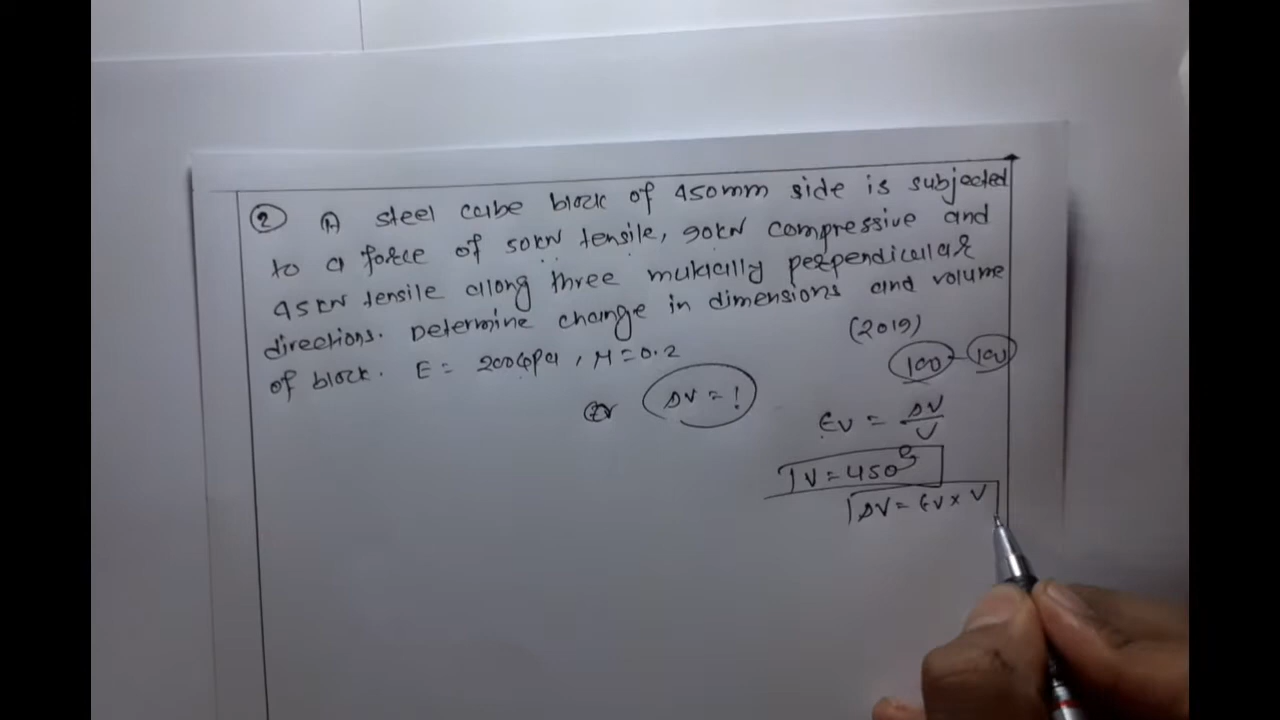 ② A steel cube block of 450mm side is subjected
to a force of 50KN tensile, 90KN compressive and
45KN tensile along three mutually perpendicular
directions. Determine change in dimensions and volume
of block. E = 200Gpa, μ = 0.2
(2019)
100 - 100
ΔV = !
εv = ΔV/V
V = 450³
ΔV = εv × V